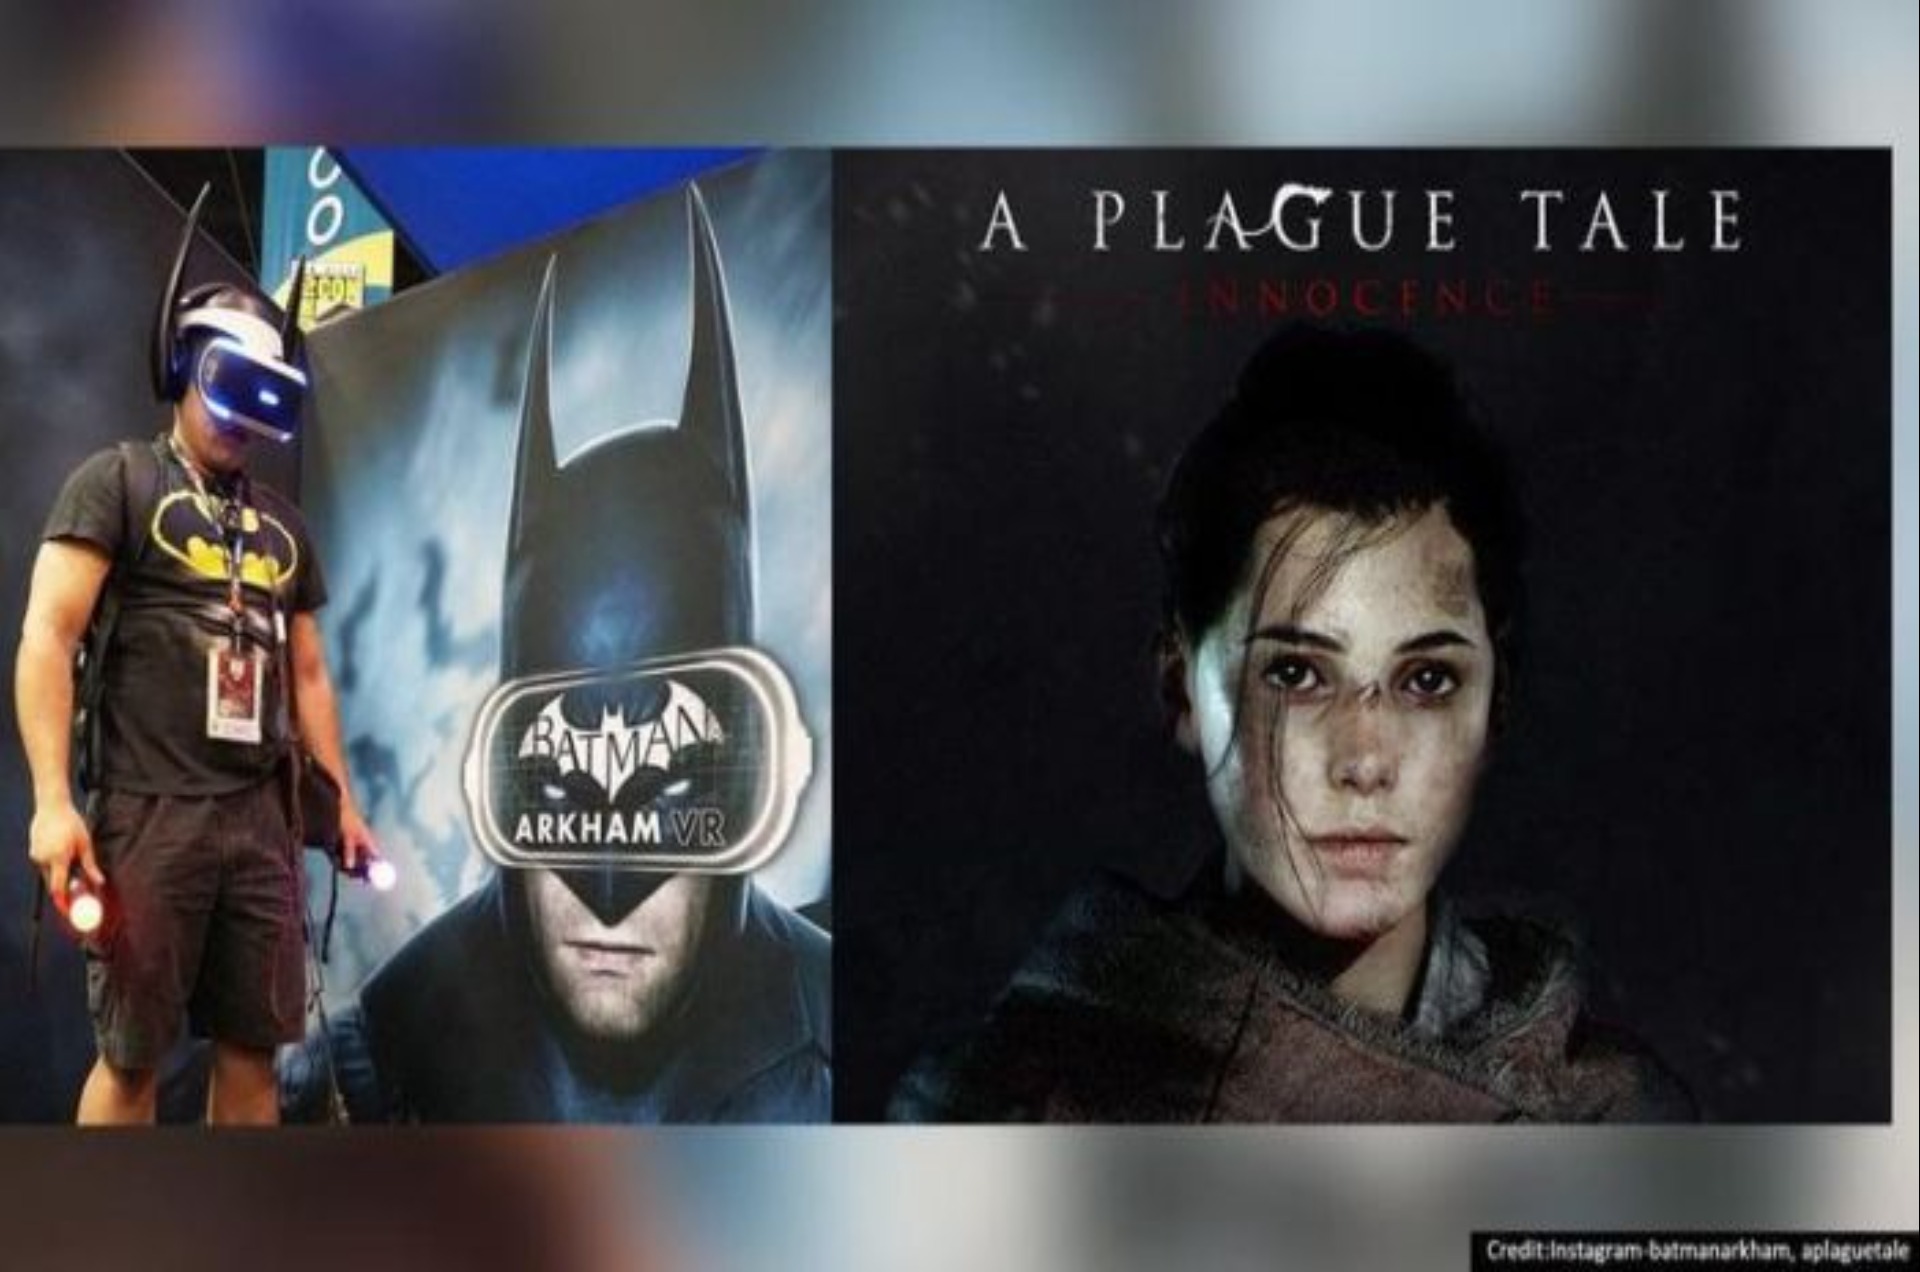 A PLAGUE TALE
INNOCENCE
BATMAN
ARKHAM VR
Credit:Instagram-batmanarkham, aplaguetale